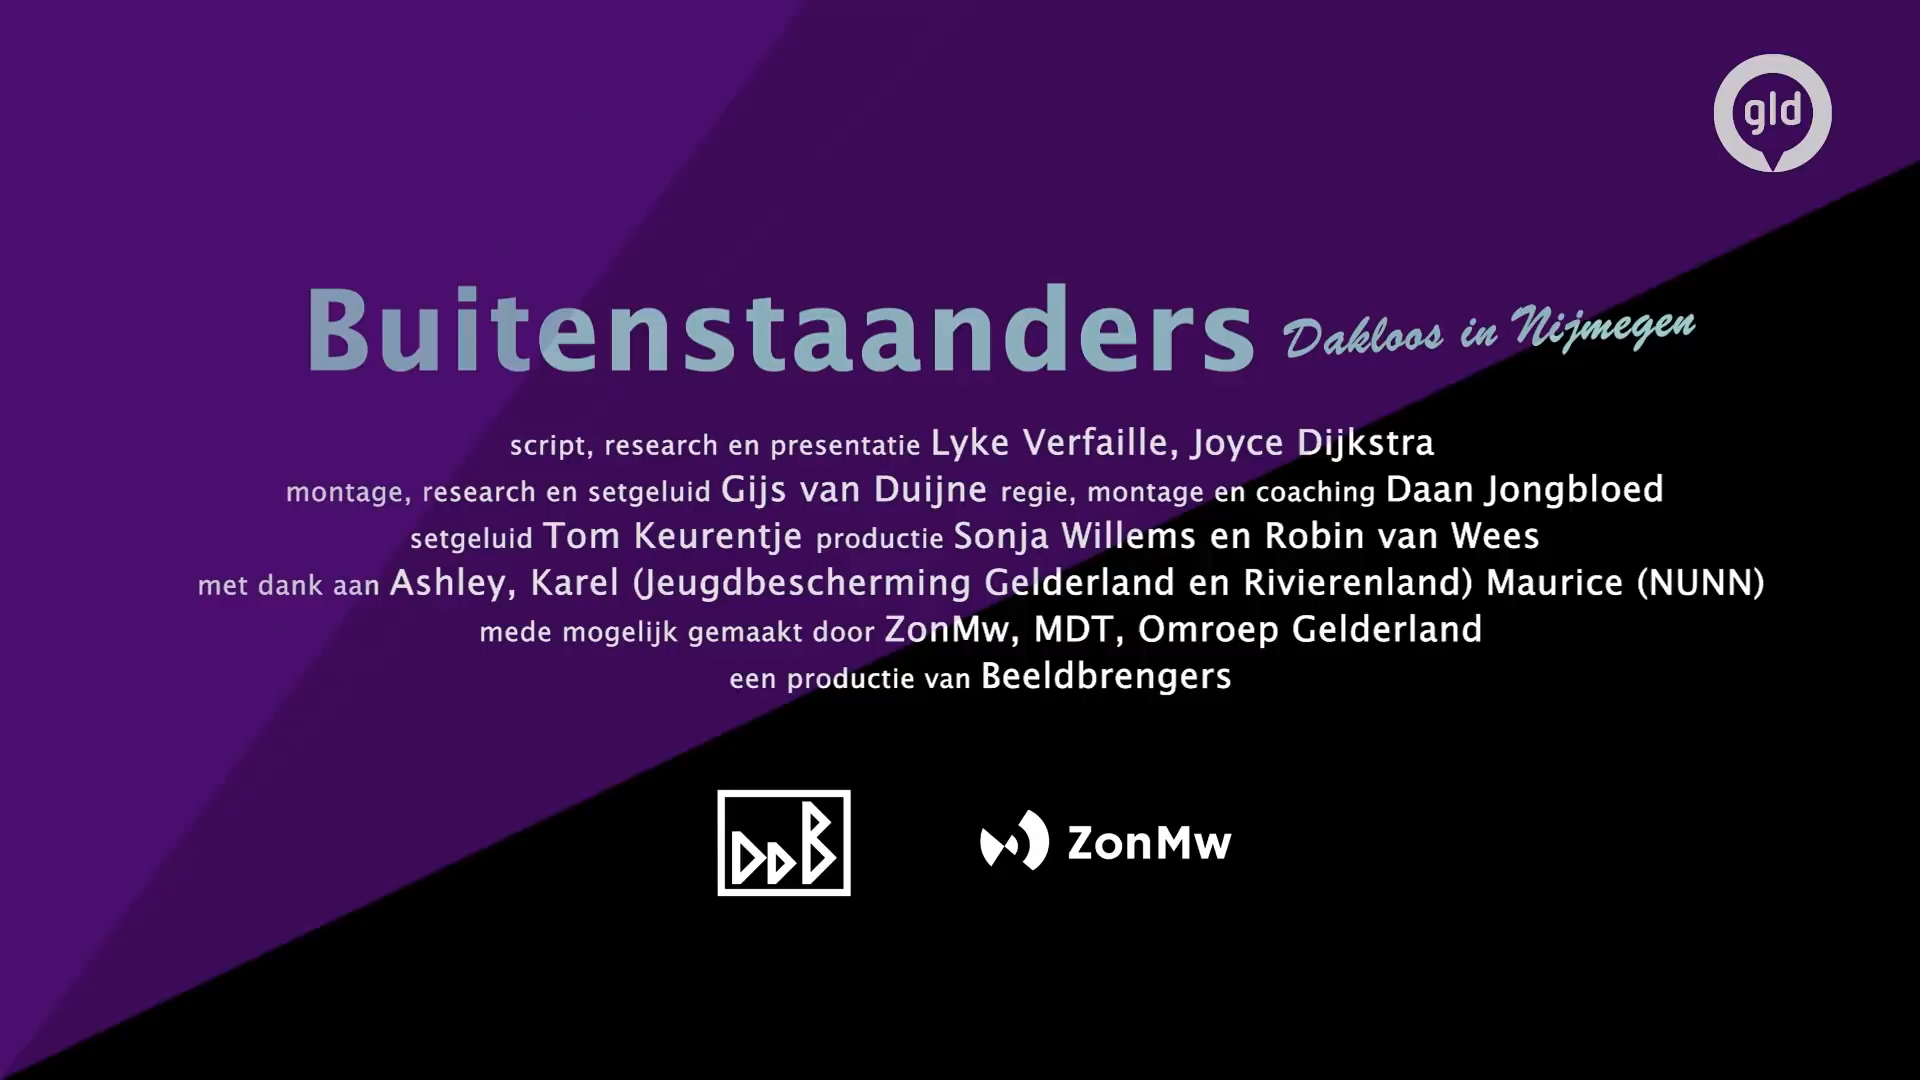 gld
Buitenstaanders Dakloos in Nijmegen
script, research en presentatie Lyke Verfaille, Joyce Dijkstra
montage, research en setgeluid Gijs van Duijne regie, montage en coaching Daan Jongbloed
setgeluid Tom Keurentje productie Sonja Willems en Robin van Wees
met dank aan Ashley, Karel (Jeugdbescherming Gelderland en Rivierenland) Maurice (NUNN)
mede mogelijk gemaakt door ZonMw, MDT, Omroep Gelderland
een productie van Beeldbrengers
DDB ZonMw